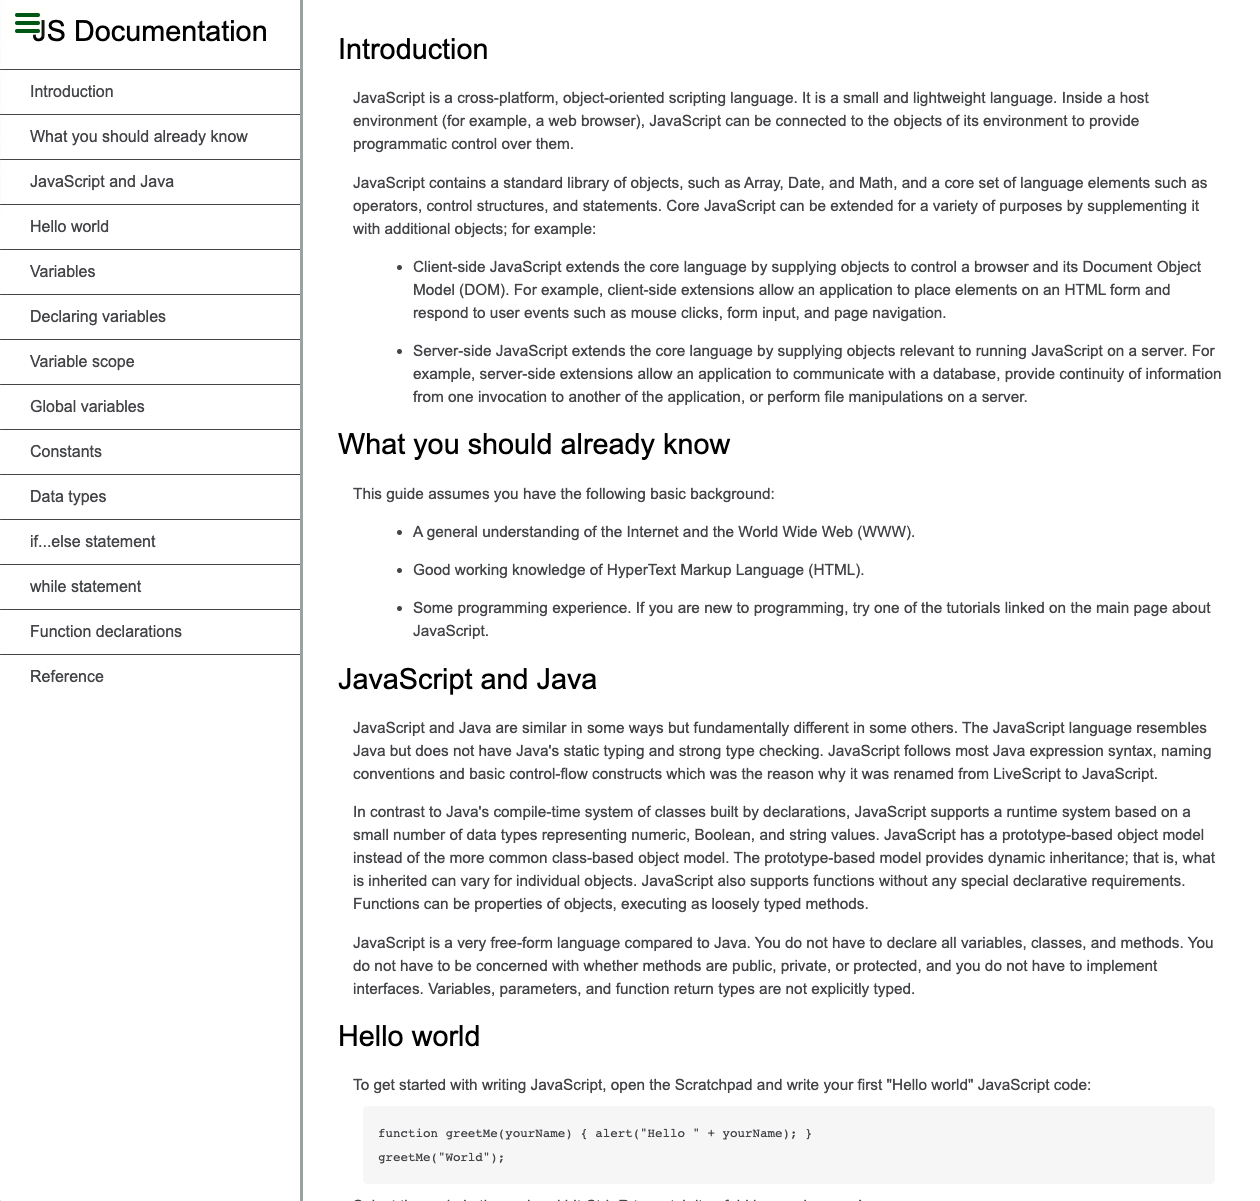 JS Documentation
Introduction
What you should already know
JavaScript and Java
Hello world
Variables
Declaring variables
Variable scope
Global variables
Constants
Data types
if...else statement
while statement
Function declarations
Reference
Introduction
JavaScript is a cross-platform, object-oriented scripting language. It is a small and lightweight language. Inside a host
environment (for example, a web browser), JavaScript can be connected to the objects of its environment to provide
programmatic control over them.
JavaScript contains a standard library of objects, such as Array, Date, and Math, and a core set of language elements such as
operators, control structures, and statements. Core JavaScript can be extended for a variety of purposes by supplementing it
with additional objects; for example:
• Client-side JavaScript extends the core language by supplying objects to control a browser and its Document Object
Model (DOM). For example, client-side extensions allow an application to place elements on an HTML form and
respond to user events such as mouse clicks, form input, and page navigation.
• Server-side JavaScript extends the core language by supplying objects relevant to running JavaScript on a server. For
example, server-side extensions allow an application to communicate with a database, provide continuity of information
from one invocation to another of the application, or perform file manipulations on a server.
What you should already know
This guide assumes you have the following basic background:
• A general understanding of the Internet and the World Wide Web (WWW).
• Good working knowledge of HyperText Markup Language (HTML).
• Some programming experience. If you are new to programming, try one of the tutorials linked on the main page about
JavaScript.
JavaScript and Java
JavaScript and Java are similar in some ways but fundamentally different in some others. The JavaScript language resembles
Java but does not have Java's static typing and strong type checking. JavaScript follows most Java expression syntax, naming
conventions and basic control-flow constructs which was the reason why it was renamed from LiveScript to JavaScript.
In contrast to Java's compile-time system of classes built by declarations, JavaScript supports a runtime system based on a
small number of data types representing numeric, Boolean, and string values. JavaScript has a prototype-based object model
instead of the more common class-based object model. The prototype-based model provides dynamic inheritance; that is, what
is inherited can vary for individual objects. JavaScript also supports functions without any special declarative requirements.
Functions can be properties of objects, executing as loosely typed methods.
JavaScript is a very free-form language compared to Java. You do not have to declare all variables, classes, and methods. You
do not have to be concerned with whether methods are public, private, or protected, and you do not have to implement
interfaces. Variables, parameters, and function return types are not explicitly typed.
Hello world
To get started with writing JavaScript, open the Scratchpad and write your first "Hello world" JavaScript code:
function greetMe(yourName) { alert("Hello " + yourName); }
greetMe("World");